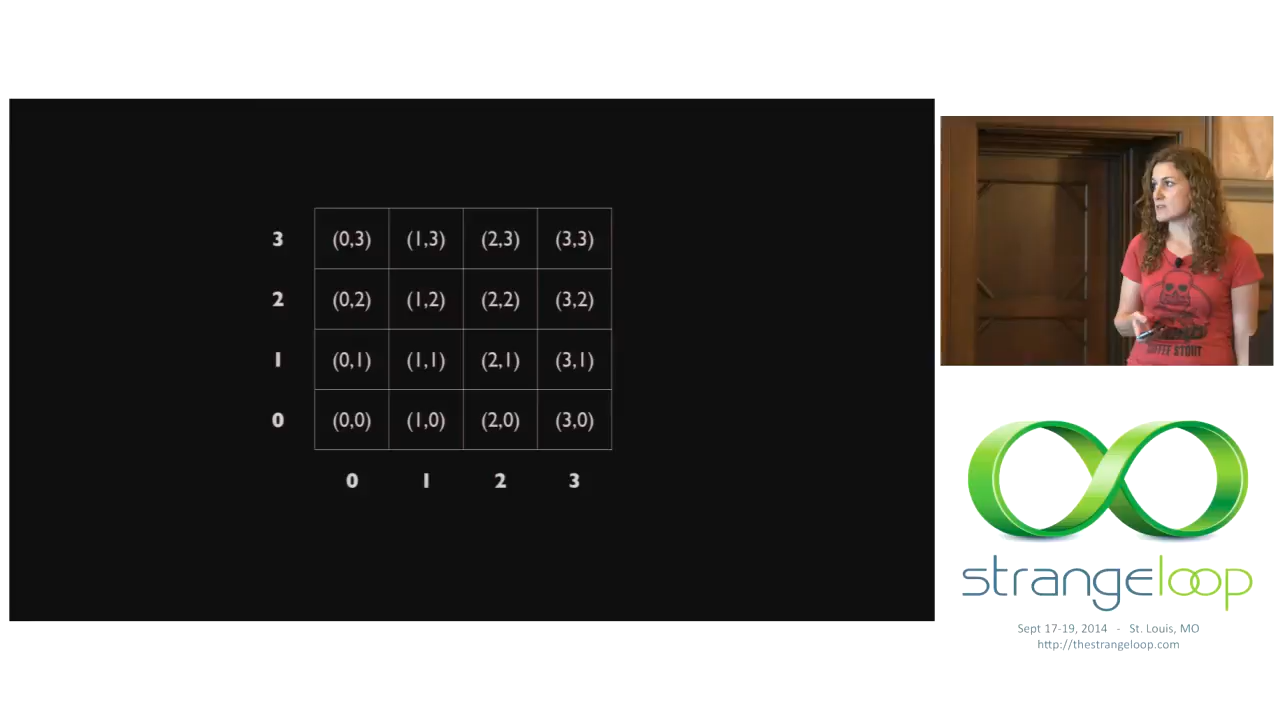 3 (0,3) (1,3) (2,3) (3,3)
2 (0,2) (1,2) (2,2) (3,2)
1 (0,1) (1,1) (2,1) (3,1)
0 (0,0) (1,0) (2,0) (3,0)
0 1 2 3
STOUT
strangeloop
Sept 17-19, 2014 - St. Louis, MO
http://thestrangeloop.com